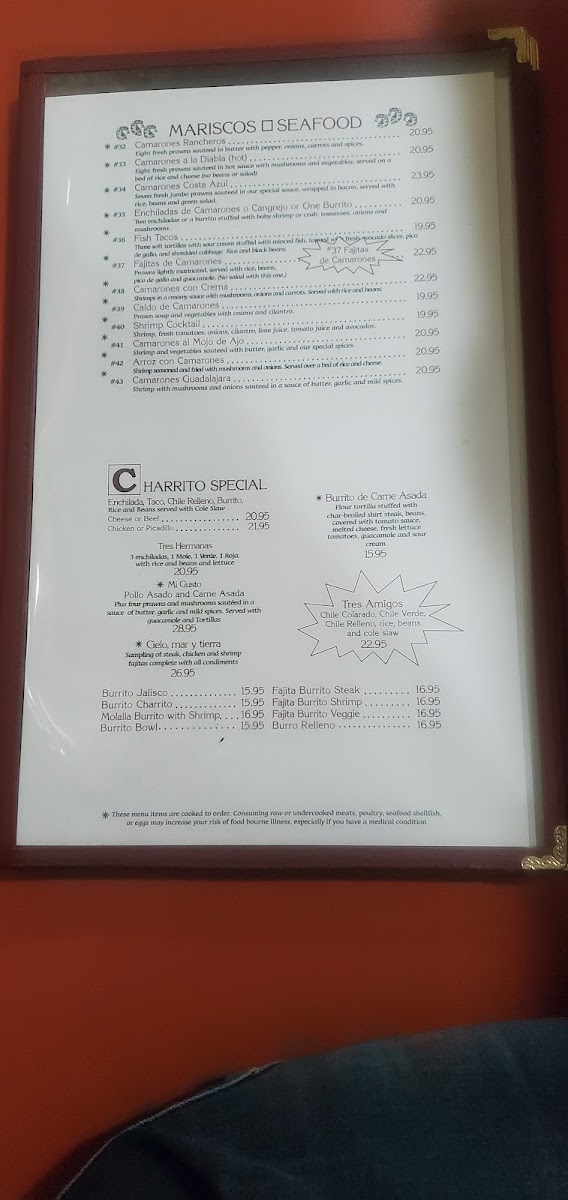 MARISCOS □ SEAFOOD
* #32 Camarones Rancheros 20.95
Eight fresh prawns sauteed in butter with pepper, onions, carrots and spices.
* #33 Camarones a la Diabla (hot) 20.95
Eight fresh prawns sauteed in hot sauce with mushrooms and vegetables, served on a
bed of rice and cheese (no beans or salad)
* #34 Camarones Costa Azul 23.95
Seven fresh jumbo prawns sauteed in our special sauce, wrapped in bacon, served with
rice, beans and green salad.
* #35 Enchiladas de Camarones o Cangrejo or One Burrito 20.95
Two enchiladas or a burrito stuffed with baby shrimp or crab, tomatoes, onions and
mushrooms.
* #36 Fish Tacos 19.95
Three soft tortillas with sour cream stuffed with minced fish, topped w/ fresh avocado slices, pico
de gallo, and shredded cabbage. Rice and black beans.
* #37 Fajitas de Camarones 22.95
Prawns lightly marinated, served with rice, beans,
pico de gallo and guacamole. (No salad with this one.)
#37 Fajitas
de Camarones
* #38 Camarones con Crema 22.95
Shrimps in a creamy sauce with mushrooms, onions and carrots. Served with rice and beans.
* #39 Caldo de Camarones 19.95
Prawn soup and vegetables with onions and cilantro.
* #40 Shrimp Cocktail 19.95
Shrimp, fresh tomatoes, onions, cilantro, lime juice, tomato juice and avocados.
* #41 Camarones al Mojo de Ajo 20.95
Shrimp and vegetables sauteed with butter, garlic and our special spices.
* #42 Arroz con Camarones 20.95
Shrimp seasoned and fried with mushrooms and onions. Served over a bed of rice and cheese.
* #43 Camarones Guadalajara 20.95
Shrimp with mushrooms and onions sauteed in a sauce of butter, garlic and mild spices.
CHARRITO SPECIAL
Enchilada, Taco, Chile Relleno, Burrito,
Rice and Beans served with Cole Slaw
Cheese or Beef 20.95
Chicken or Picadillo 21.95
Tres Hermanas
3 enchiladas, 1 Mole, 1 Verde, 1 Roja.
with rice and beans and lettuce
20.95
* Mi Gusto
Pollo Asado and Carne Asada
Plus four prawns and mushrooms sautéed in a
sauce of butter, garlic and mild spices. Served with
guacamole and Tortillas
28.95
* Cielo, mar y tierra
Sampling of steak, chicken and shrimp
fajitas complete with all condiments
26.95
* Burrito de Carne Asada
Flour tortilla stuffed with
char-broiled shirt steak, beans,
covered with tomato sauce,
melted cheese, fresh lettuce
tomatoes, guacamole and sour
cream.
15.95
Tres Amigos
Chile Colarado, Chile Verde,
Chile Relleno, rice, beans
and cole slaw
22.95
Burrito Jalisco 15.95
Burrito Charrito 15.95
Molalla Burrito with Shrimp 16.95
Burrito Bowl 15.95
Fajita Burrito Steak 16.95
Fajita Burrito Shrimp 16.95
Fajita Burrito Veggie 16.95
Burro Relleno 16.95
* These menu items are cooked to order. Consuming raw or undercooked meats, poultry, seafood shellfish,
or eggs may increase your risk of food bourne illness, especially if you have a medical condition